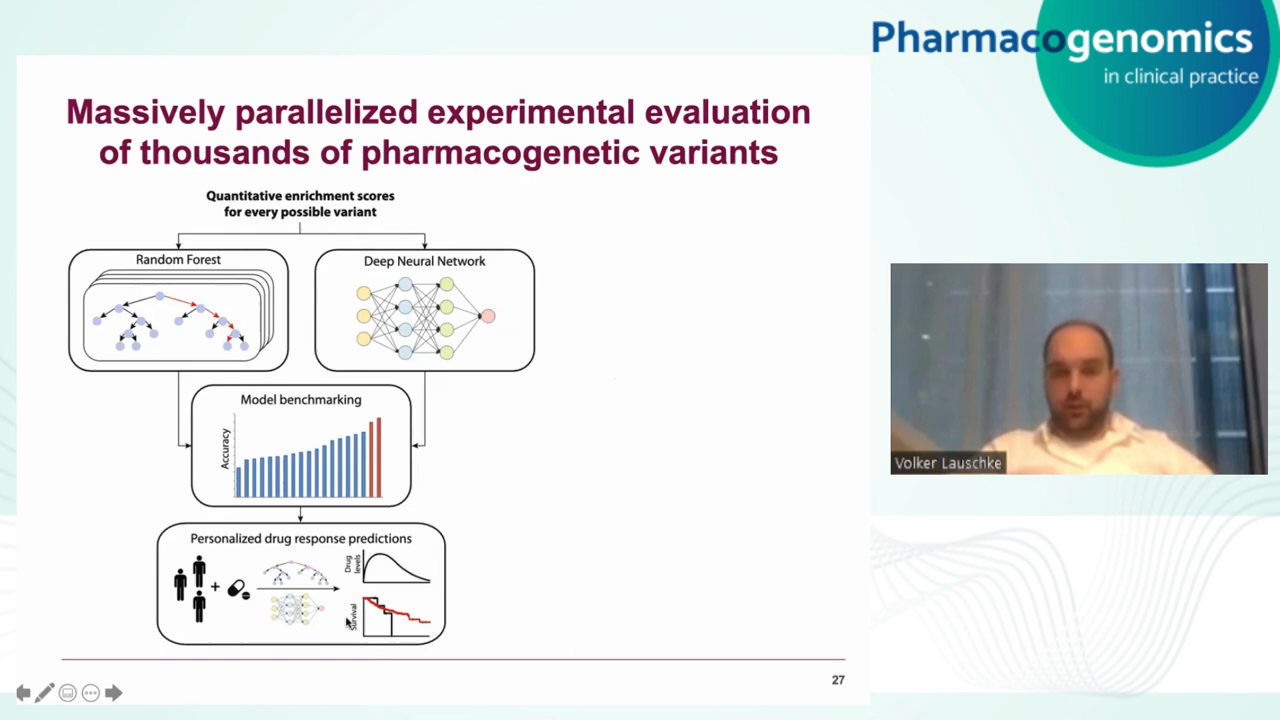 Pharmacogenomics
in clinical practice
Massively parallelized experimental evaluation
of thousands of pharmacogenetic variants
Quantitative enrichment scores
for every possible variant
Random Forest
Deep Neural Network
Model benchmarking
Accuracy
Personalized drug response predictions
+
Drug
levels
Survival
27
Volker Lauschke